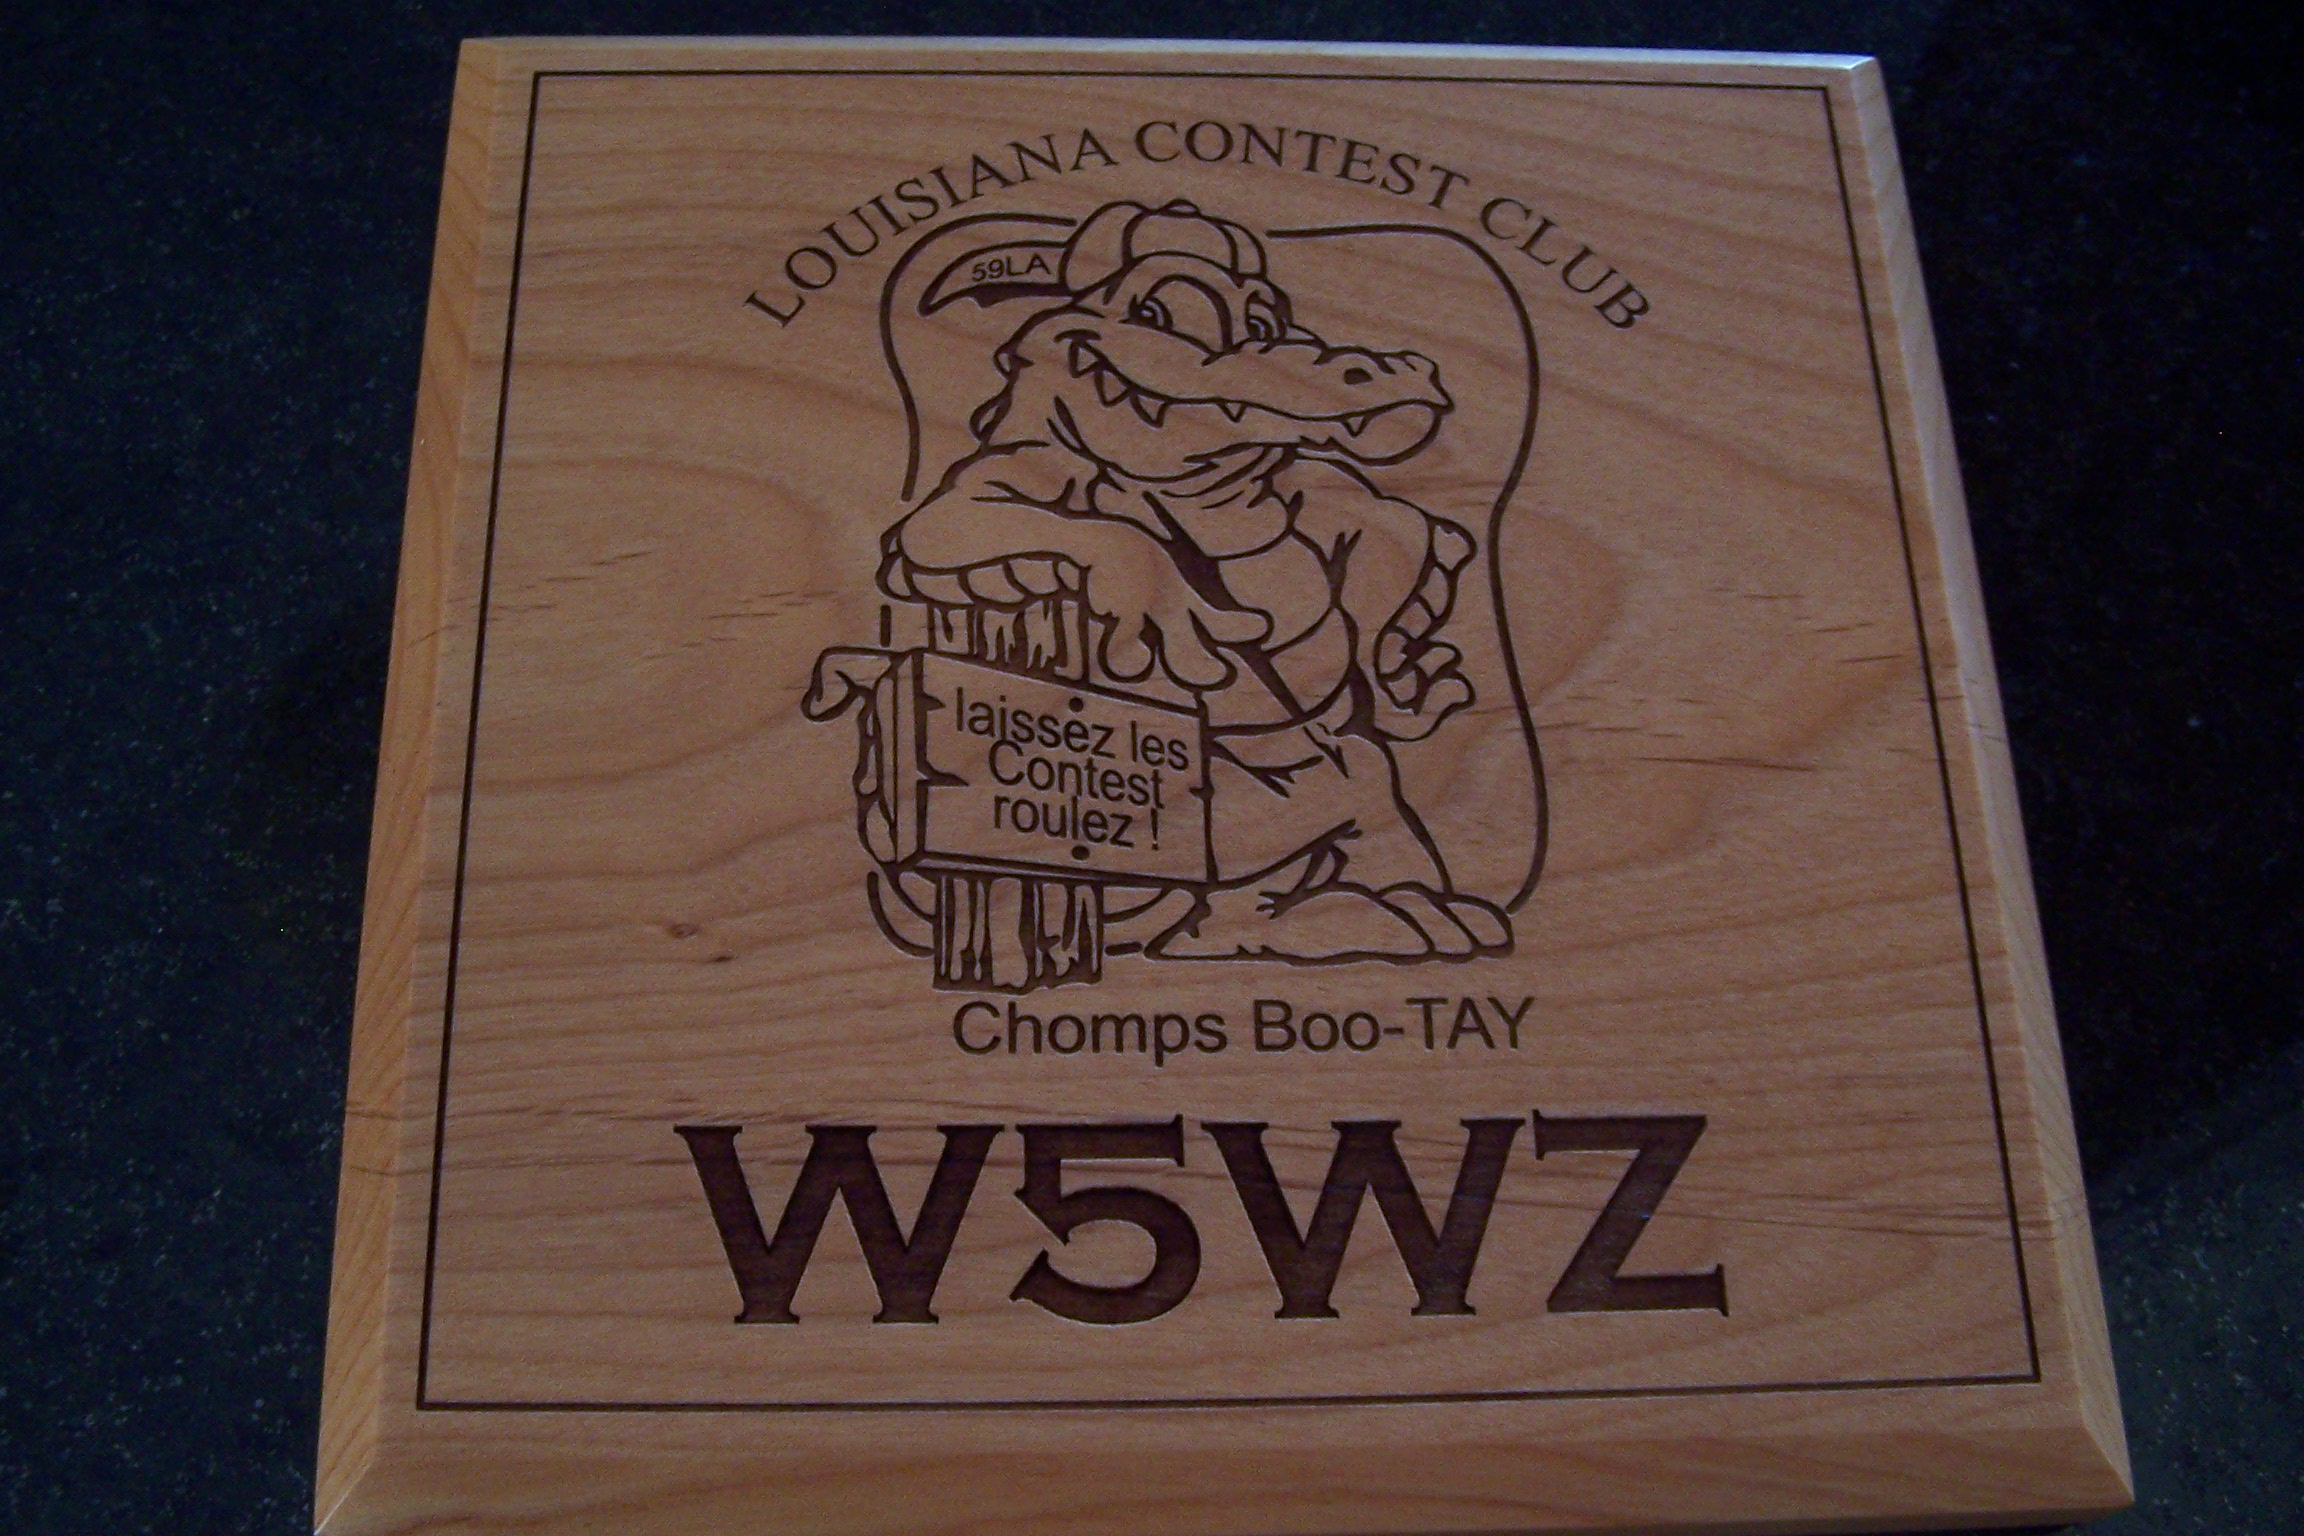 LOUISIANA CONTEST CLUB
59LA
laissez les
Contest
roulez !
Chomps Boo-TAY
W5WZ